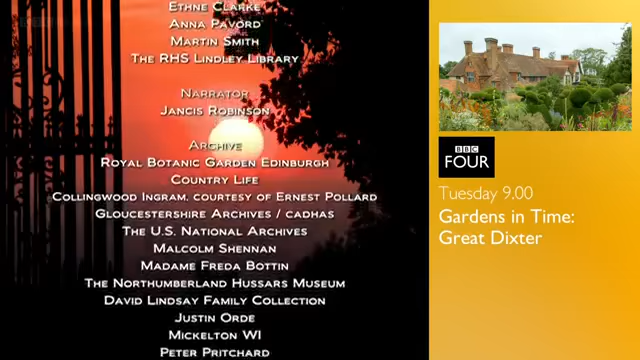 Ethne Clarke
Anna Pavord
Martin Smith
The RHS Lindley Library
Narrator
Jancis Robinson
Archive
Royal Botanic Garden Edinburgh
Country Life
Collingwood Ingram, courtesy of Ernest Pollard
Gloucestershire Archives / cadhas
The U.S. National Archives
Malcolm Shennan
Madame Freda Bottin
The Northumberland Hussars Museum
David Lindsay Family Collection
Justin Orde
Mickelton WI
Peter Pritchard
BBC
FOUR
Tuesday 9.00
Gardens in Time:
Great Dixter